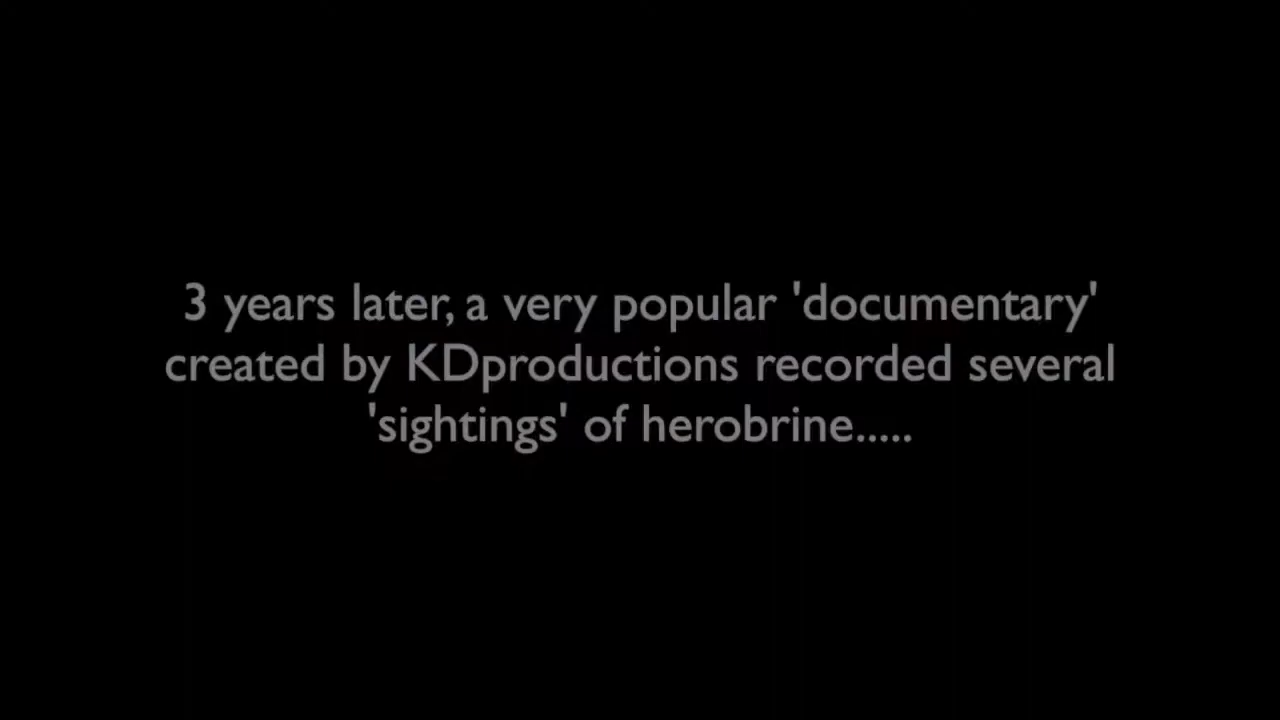 3 years later, a very popular 'documentary'
created by KDproductions recorded several
'sightings' of herobrine.....